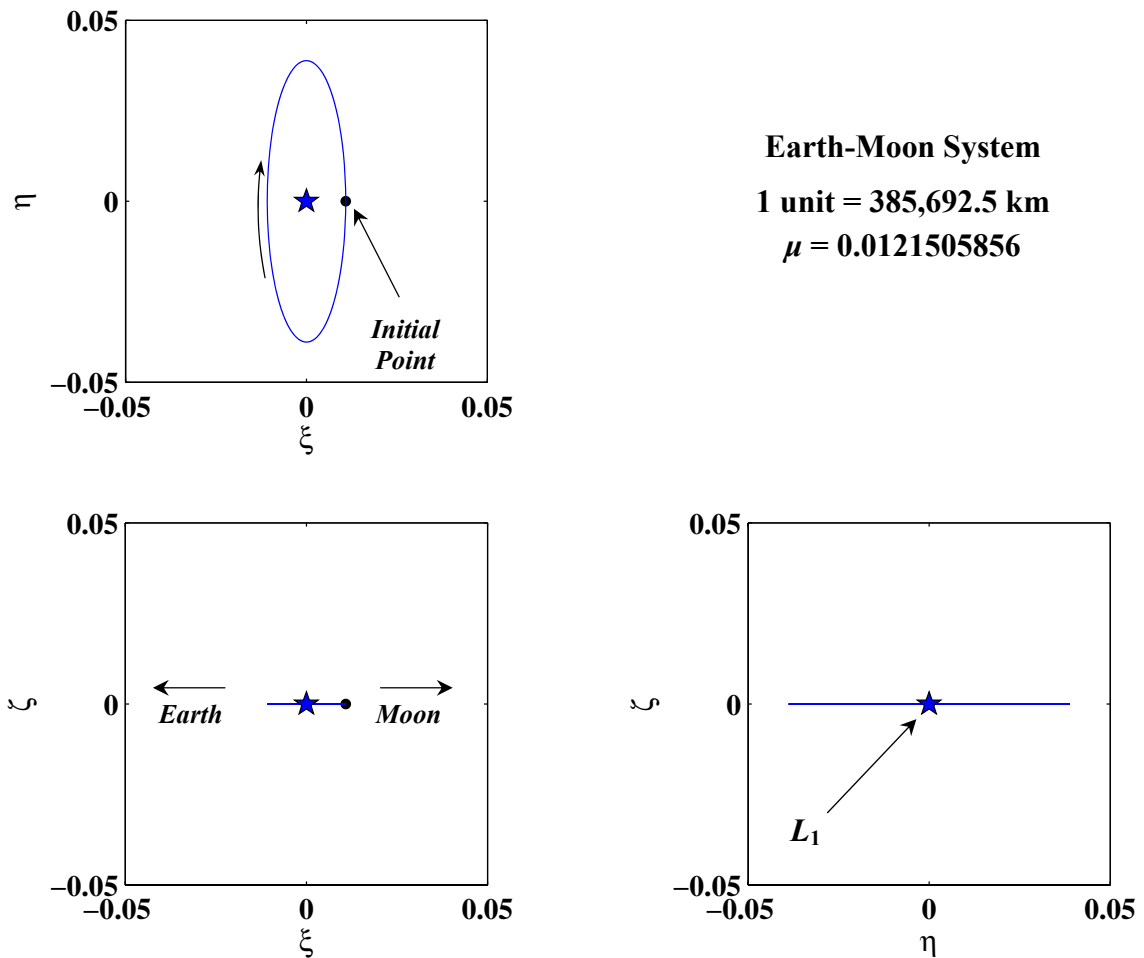 0.05
η
0
−0.05
−0.05
0
0.05
ξ
Initial
Point
Earth-Moon System
1 unit = 385,692.5 km
μ = 0.0121505856
0.05
ζ
0
−0.05
−0.05
0
0.05
ξ
Earth
Moon
0.05
ζ
0
−0.05
−0.05
0
0.05
η
L₁